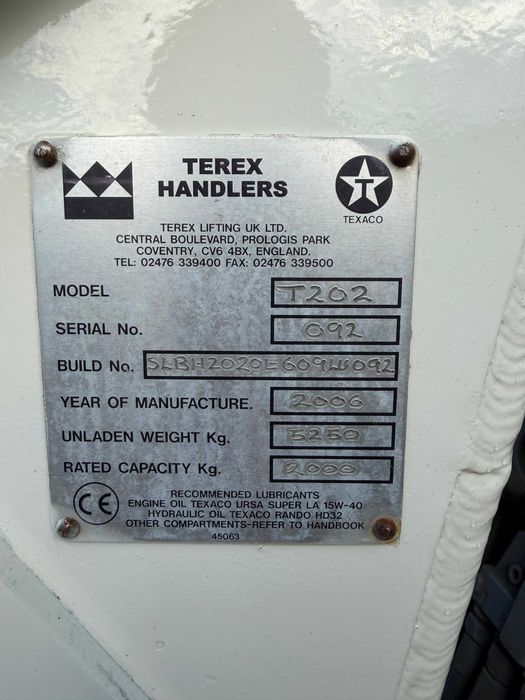 TEREX
HANDLERS
T
TEXACO
TEREX LIFTING UK LTD.
CENTRAL BOULEVARD, PROLOGIS PARK
COVENTRY, CV6 4BX, ENGLAND.
TEL: 02476 339400 FAX: 02476 339500
MODEL T202
SERIAL No. 092
BUILD No.
YEAR OF MANUFACTURE. 2006
UNLADEN WEIGHT Kg. 5250
RATED CAPACITY Kg. 2000
CE
RECOMMENDED LUBRICANTS
ENGINE OIL TEXACO URSA SUPER LA 15W-40
HYDRAULIC OIL TEXACO RANDO HD32
OTHER COMPARTMENTS-REFER TO HANDBOOK
45063